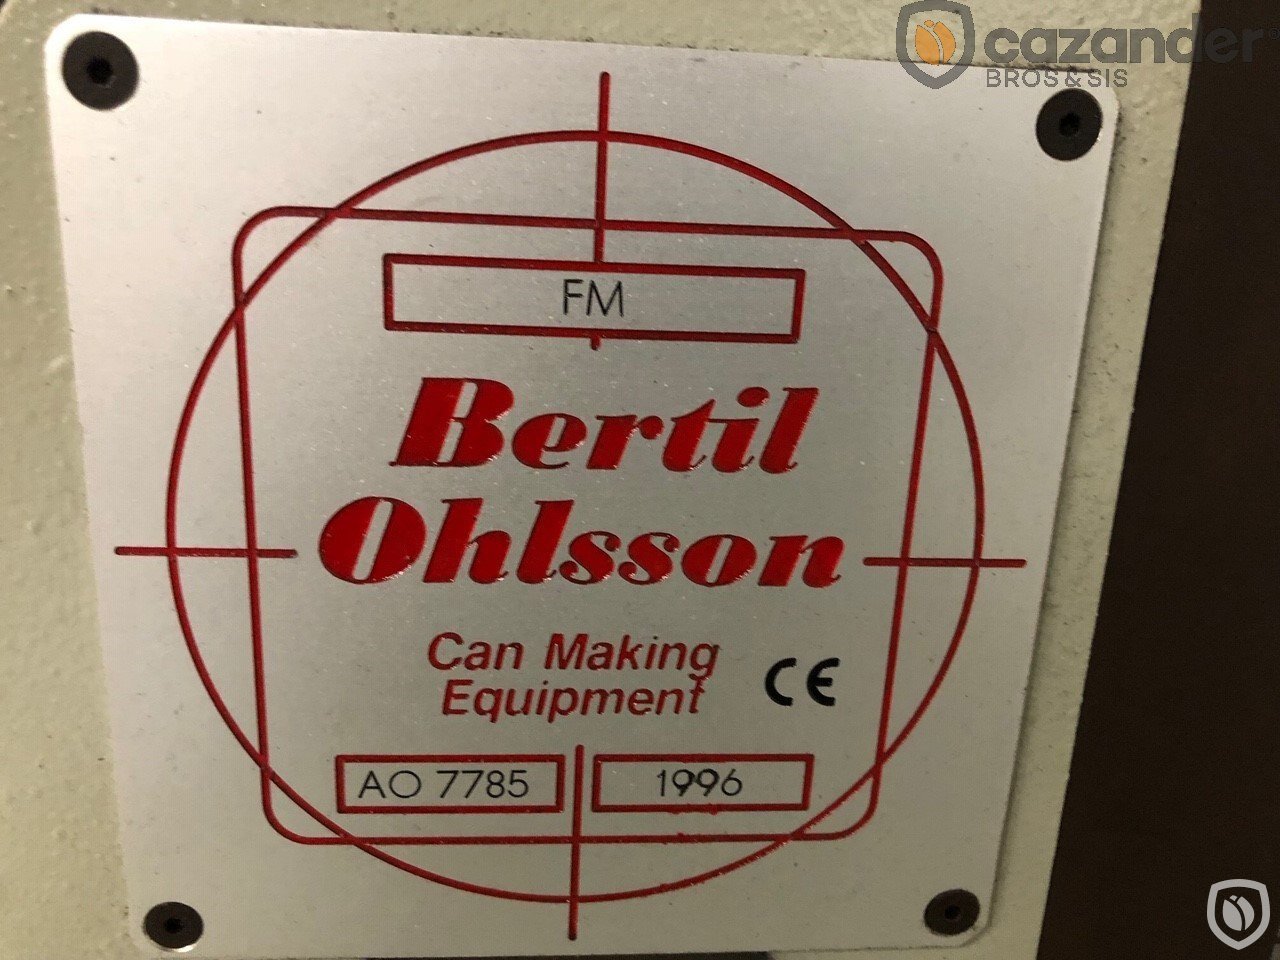 cazander®
BROS & SIS
FM
Bertil
Ohlsson
Can Making
Equipment
CE
AO 7785
1996